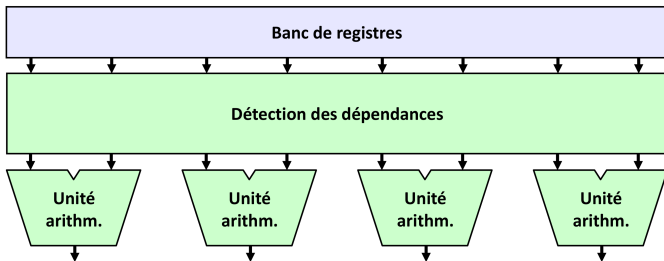 Banc de registres
Détection des dépendances
Unité
arithm.
Unité
arithm.
Unité
arithm.
Unité
arithm.